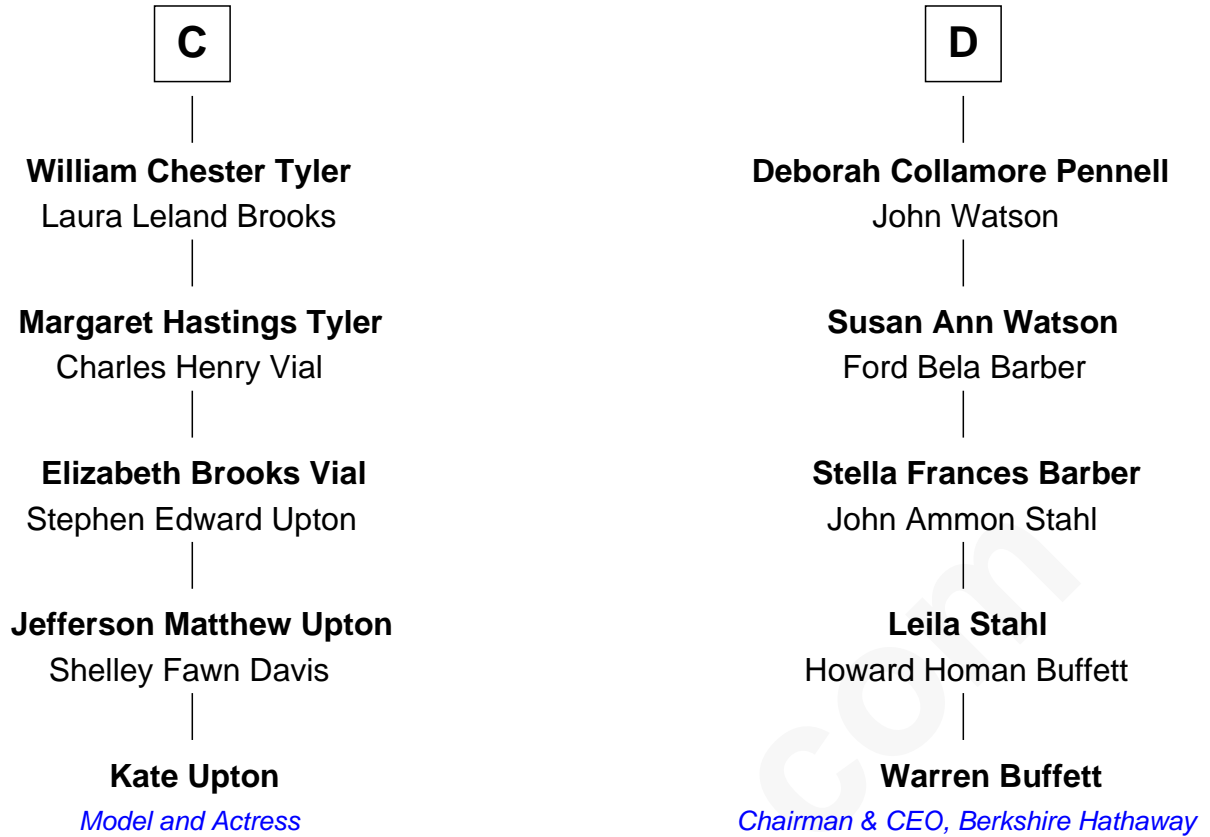 C
William Chester Tyler
Laura Leland Brooks
Margaret Hastings Tyler
Charles Henry Vial
Elizabeth Brooks Vial
Stephen Edward Upton
Jefferson Matthew Upton
Shelley Fawn Davis
Kate Upton
Model and Actress
D
Deborah Collamore Pennell
John Watson
Susan Ann Watson
Ford Bela Barber
Stella Frances Barber
John Ammon Stahl
Leila Stahl
Howard Homan Buffett
Warren Buffett
Chairman & CEO, Berkshire Hathaway
com